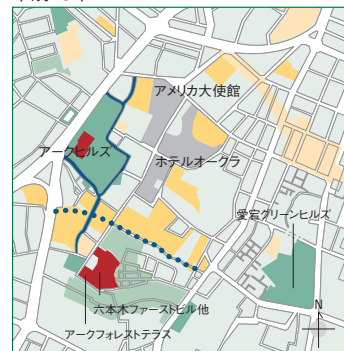 アメリカ大使館
アークヒルズ
ホテルオークラ
愛宕グリーンヒルズ
六本木ファーストビル他
アークフォレストテラス
N